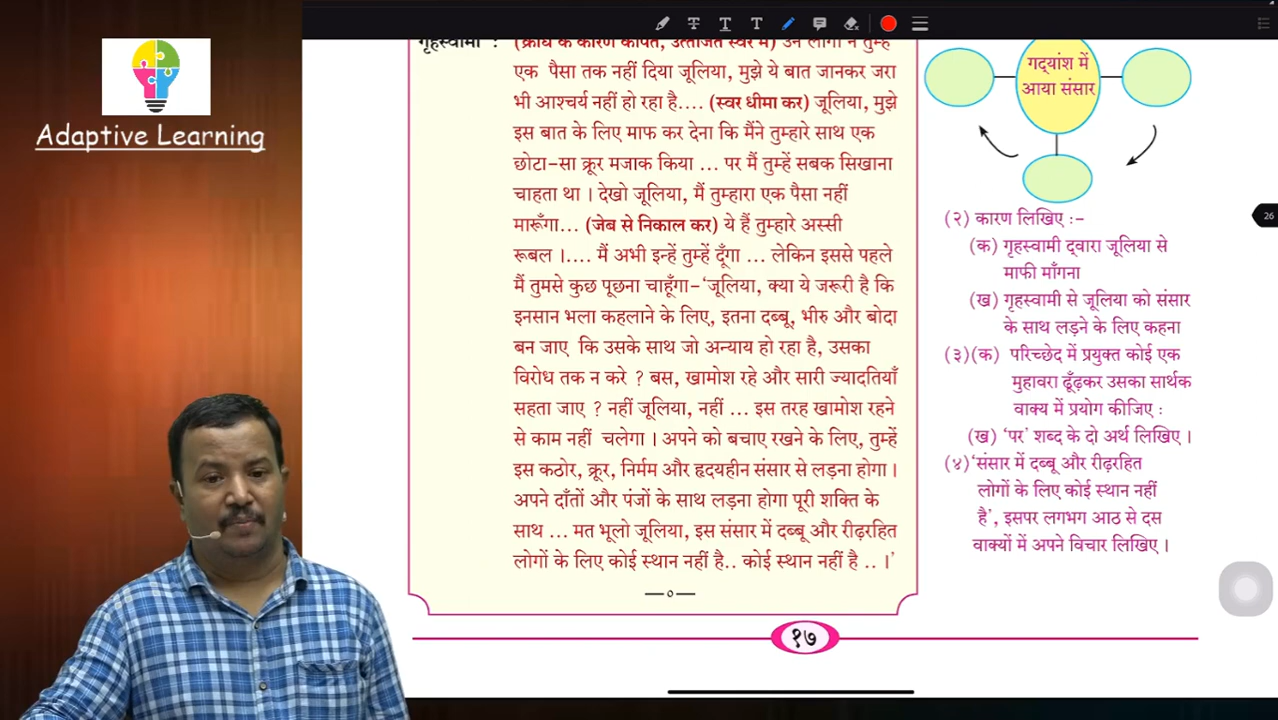 Adaptive Learning
गृहस्वामी : (क्रोध के कारण कंपित, उत्तेजित स्वर में) उन लोगों ने तुम्हें
एक पैसा तक नहीं दिया जूलिया, मुझे ये बात जानकर जरा
भी आश्चर्य नहीं हो रहा है.... (स्वर धीमा कर) जूलिया, मुझे
इस बात के लिए माफ कर देना कि मैंने तुम्हारे साथ एक
छोटा-सा क्रूर मजाक किया ... पर मैं तुम्हें सबक सिखाना
चाहता था । देखो जूलिया, मैं तुम्हारा एक पैसा नहीं
मारूँगा... (जेब से निकाल कर) ये हैं तुम्हारे अस्सी
रूबल ।.... मैं अभी इन्हें तुम्हें दूँगा ... लेकिन इससे पहले
मैं तुमसे कुछ पूछना चाहूँगा-‘जूलिया, क्या ये जरूरी है कि
इनसान भला कहलाने के लिए, इतना दब्बू, भीरु और बोदा
बन जाए कि उसके साथ जो अन्याय हो रहा है, उसका
विरोध तक न करे ? बस, खामोश रहे और सारी ज्यादतियाँ
सहता जाए ? नहीं जूलिया, नहीं ... इस तरह खामोश रहने
से काम नहीं चलेगा । अपने को बचाए रखने के लिए, तुम्हें
इस कठोर, क्रूर, निर्मम और हृदयहीन संसार से लड़ना होगा ।
अपने दाँतों और पंजों के साथ लड़ना होगा पूरी शक्ति के
साथ ... मत भूलो जूलिया, इस संसार में दब्बू और रीढ़रहित
लोगों के लिए कोई स्थान नहीं है.. कोई स्थान नहीं है .. ।’
—— ० ——
१७
गद्यांश में
आया संसार
(२) कारण लिखिए :-
(क) गृहस्वामी द्वारा जूलिया से
माफी माँगना
(ख) गृहस्वामी से जूलिया को संसार
के साथ लड़ने के लिए कहना
(३)(क) परिच्छेद में प्रयुक्त कोई एक
मुहावरा ढूँढ़कर उसका सार्थक
वाक्य में प्रयोग कीजिए :
(ख) ‘पर’ शब्द के दो अर्थ लिखिए ।
(४) ‘संसार में दब्बू और रीढ़रहित
लोगों के लिए कोई स्थान नहीं
है’, इसपर लगभग आठ से दस
वाक्यों में अपने विचार लिखिए ।
26